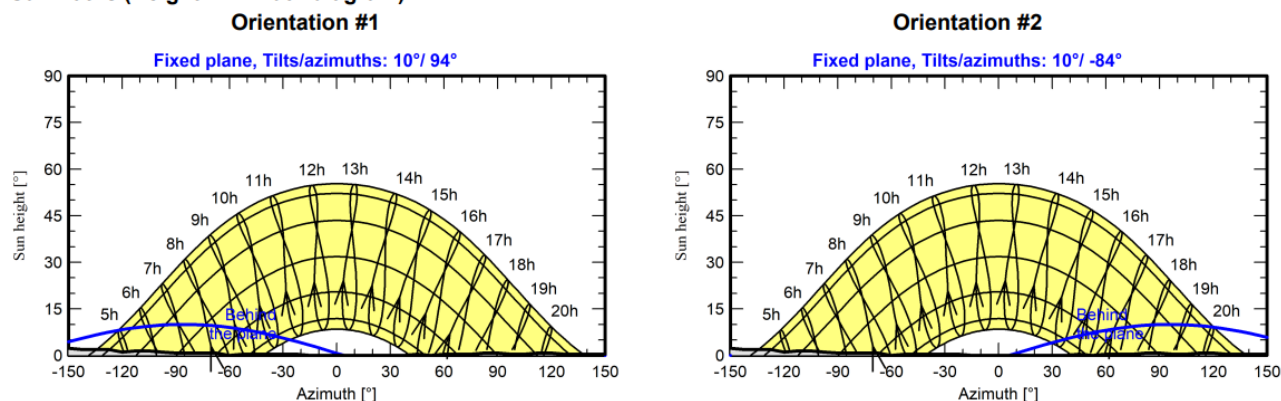 Orientation #1
Orientation #2
Fixed plane, Tilts/azimuths: 10°/ 94°
Fixed plane, Tilts/azimuths: 10°/ -84°
90
75
60
45
30
15
0
Sun height [°]
5h
6h
7h
8h
9h
10h
11h
12h
13h
14h
15h
16h
17h
18h
19h
20h
Behind
the plane
-150 -120 -90 -60 -30 0 30 60 90 120 150
Azimuth [°]
90
75
60
45
30
15
0
Sun height [°]
5h
6h
7h
8h
9h
10h
11h
12h
13h
14h
15h
16h
17h
18h
19h
20h
Behind
the plane
-150 -120 -90 -60 -30 0 30 60 90 120 150
Azimuth [°]